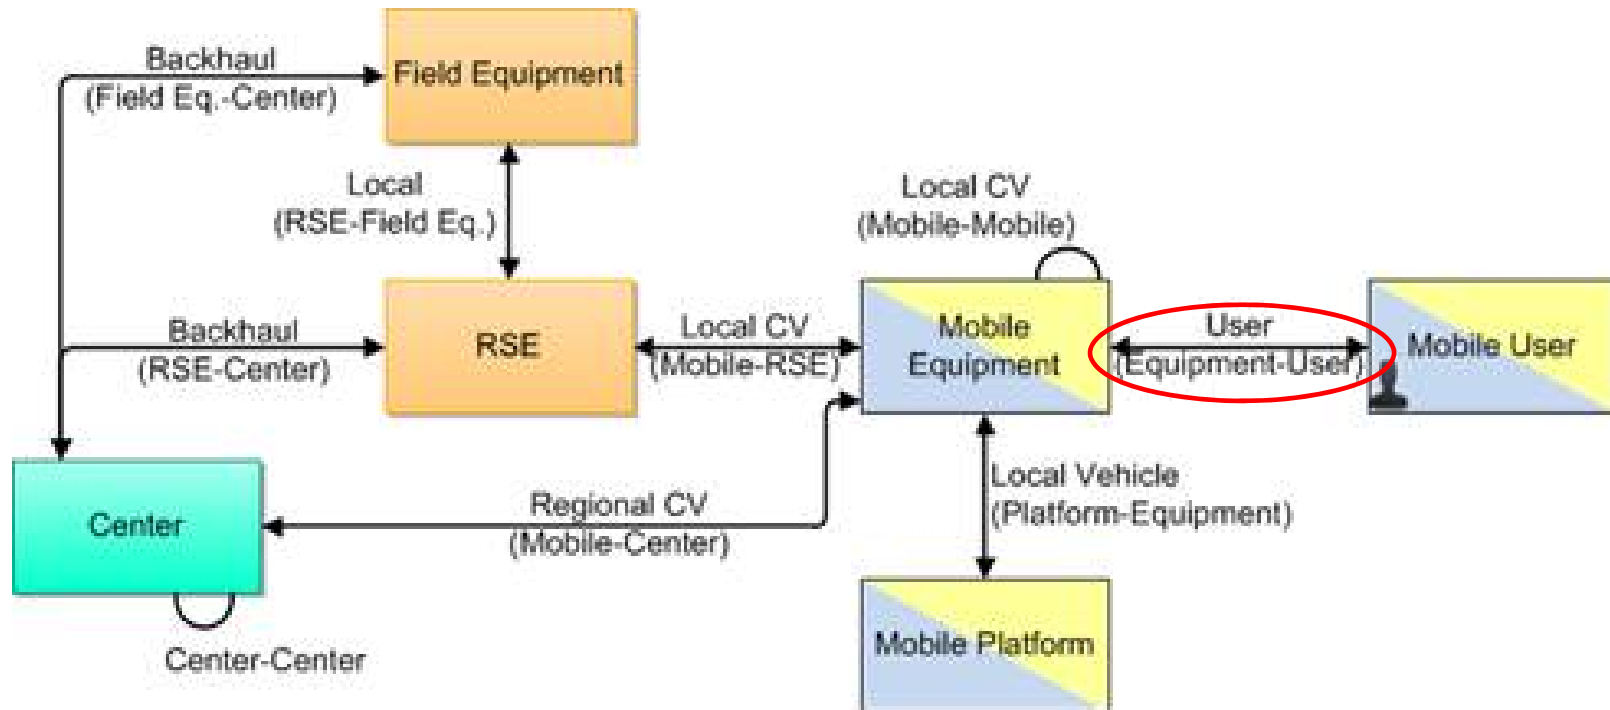 Backhaul
(Field Eq.-Center)
Field Equipment
Local
(RSE-Field Eq.)
Local CV
(Mobile-Mobile)
Backhaul
(RSE-Center)
RSE
Local CV
(Mobile-RSE)
Mobile
Equipment
User
(Equipment-User)
Mobile User
Center
Regional CV
(Mobile-Center)
Local Vehicle
(Platform-Equipment)
Center-Center
Mobile Platform